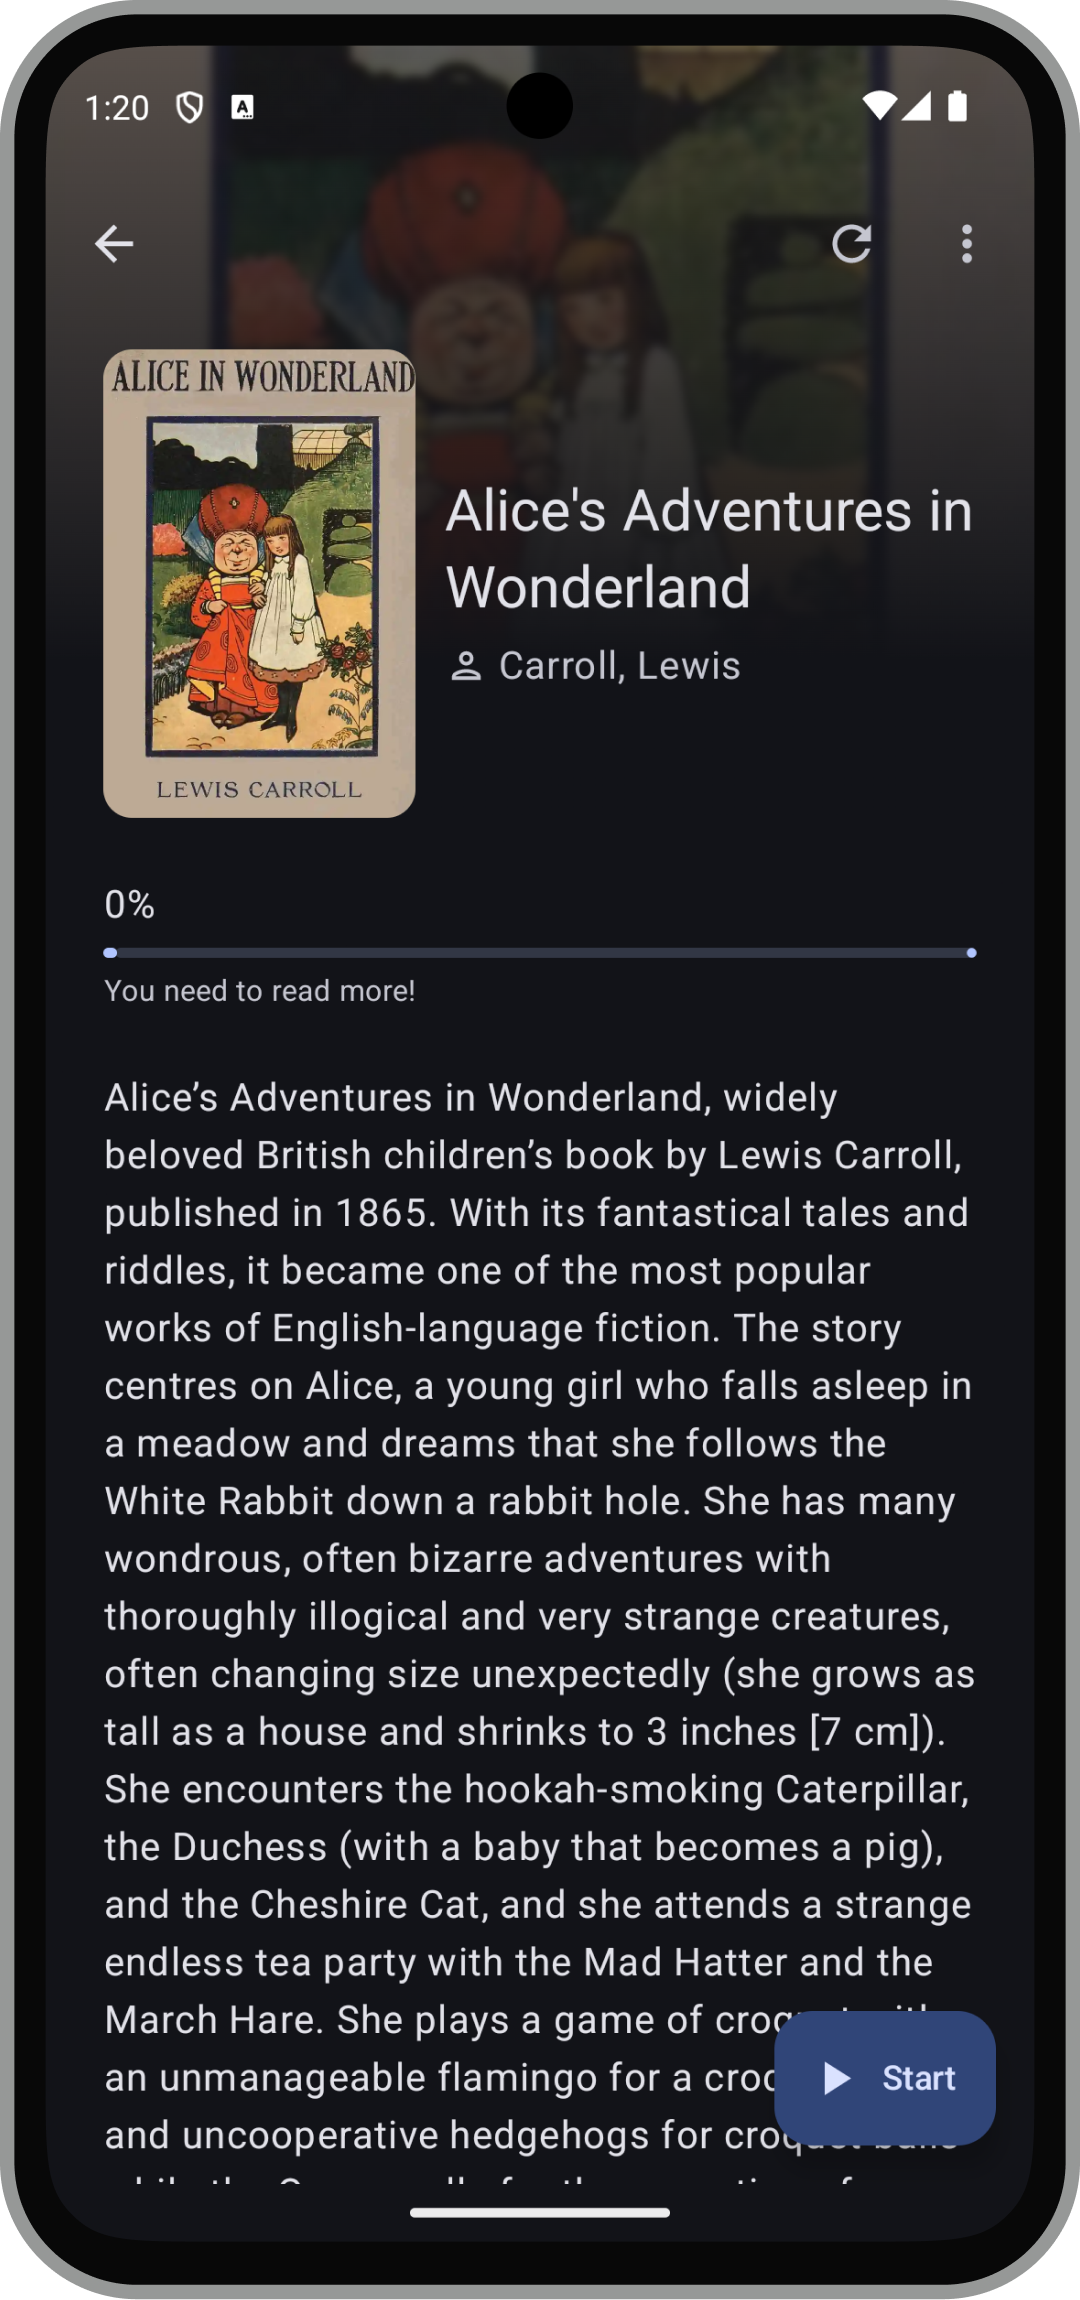 1:20
ALICE IN WONDERLAND
LEWIS CARROLL
Alice's Adventures in
Wonderland
Carroll, Lewis
0%
You need to read more!
Alice’s Adventures in Wonderland, widely
beloved British children’s book by Lewis Carroll,
published in 1865. With its fantastical tales and
riddles, it became one of the most popular
works of English-language fiction. The story
centres on Alice, a young girl who falls asleep in
a meadow and dreams that she follows the
White Rabbit down a rabbit hole. She has many
wondrous, often bizarre adventures with
thoroughly illogical and very strange creatures,
often changing size unexpectedly (she grows as
tall as a house and shrinks to 3 inches [7 cm]).
She encounters the hookah-smoking Caterpillar,
the Duchess (with a baby that becomes a pig),
and the Cheshire Cat, and she attends a strange
endless tea party with the Mad Hatter and the
March Hare. She plays a game of croquet with
an unmanageable flamingo for a
and uncooperative hedgehogs for croquet balls
Start